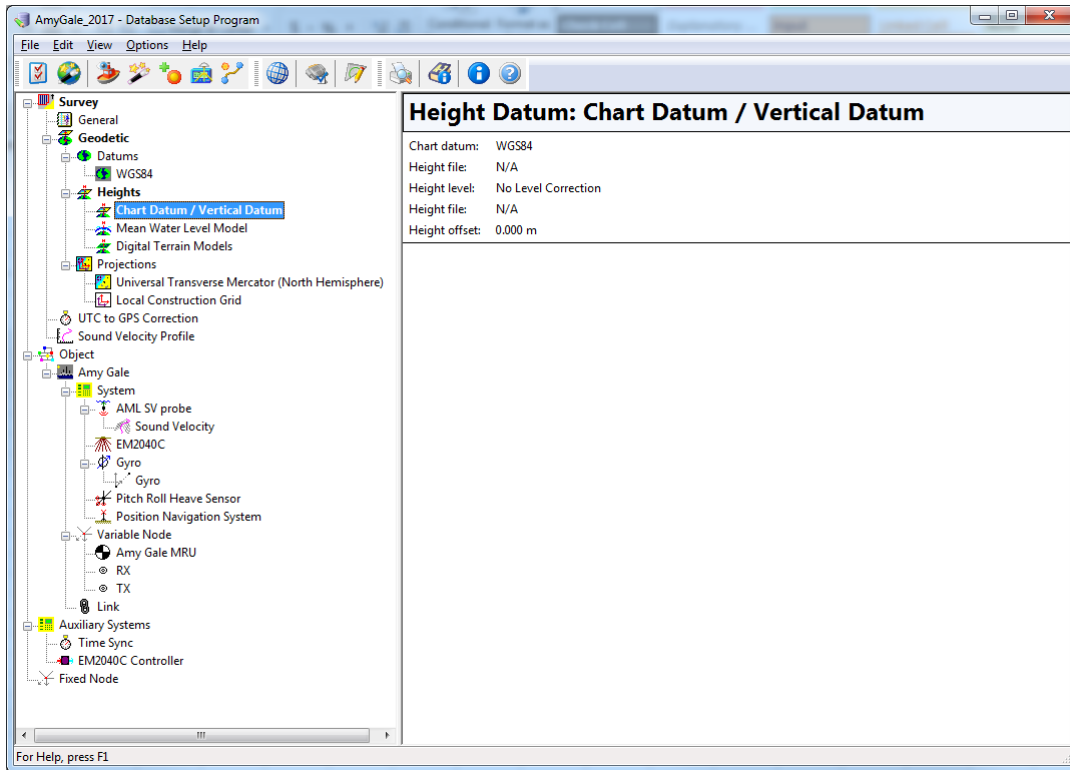 AmyGale_2017 - Database Setup Program
File Edit View Options Help
Survey
General
Geodetic
Datums
WGS84
Heights
Chart Datum / Vertical Datum
Mean Water Level Model
Digital Terrain Models
Projections
Universal Transverse Mercator (North Hemisphere)
Local Construction Grid
UTC to GPS Correction
Sound Velocity Profile
Object
Amy Gale
System
AML SV probe
Sound Velocity
EM2040C
Gyro
Gyro
Pitch Roll Heave Sensor
Position Navigation System
Variable Node
Amy Gale MRU
RX
TX
Link
Auxiliary Systems
Time Sync
EM2040C Controller
Fixed Node
Height Datum: Chart Datum / Vertical Datum
Chart datum: WGS84
Height file: N/A
Height level: No Level Correction
Height file: N/A
Height offset: 0.000 m
For Help, press F1